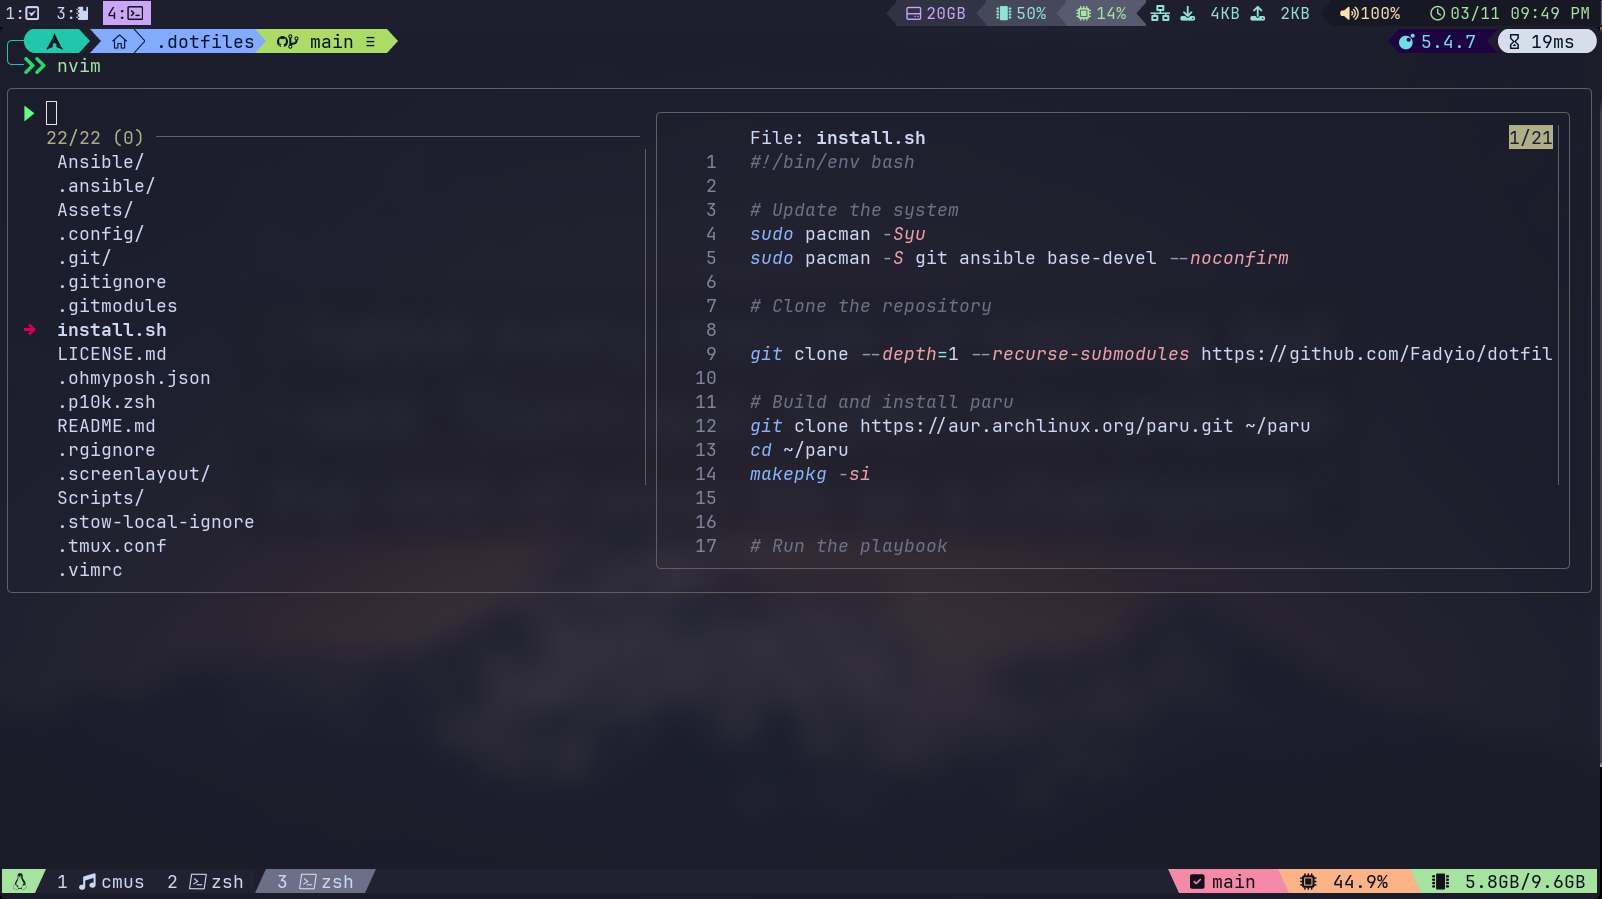 1: 3: 4: 20GB 50% 14% 4KB 2KB 100% 03/11 09:49 PM
.dotfiles main 5.4.7 19ms
nvim
22/22 (0)
Ansible/
.ansible/
Assets/
.config/
.git/
.gitignore
.gitmodules
install.sh
LICENSE.md
.ohmyposh.json
.p10k.zsh
README.md
.rgignore
.screenlayout/
Scripts/
.stow-local-ignore
.tmux.conf
.vimrc
File: install.sh 1/21
1 #!/bin/env bash
2
3 # Update the system
4 sudo pacman -Syu
5 sudo pacman -S git ansible base-devel --noconfirm
6
7 # Clone the repository
8
9 git clone --depth=1 --recurse-submodules https://github.com/Fadyio/dotfil
10
11 # Build and install paru
12 git clone https://aur.archlinux.org/paru.git ~/paru
13 cd ~/paru
14 makepkg -si
15
16
17 # Run the playbook
1 cmus 2 zsh 3 zsh main 44.9% 5.8GB/9.6GB